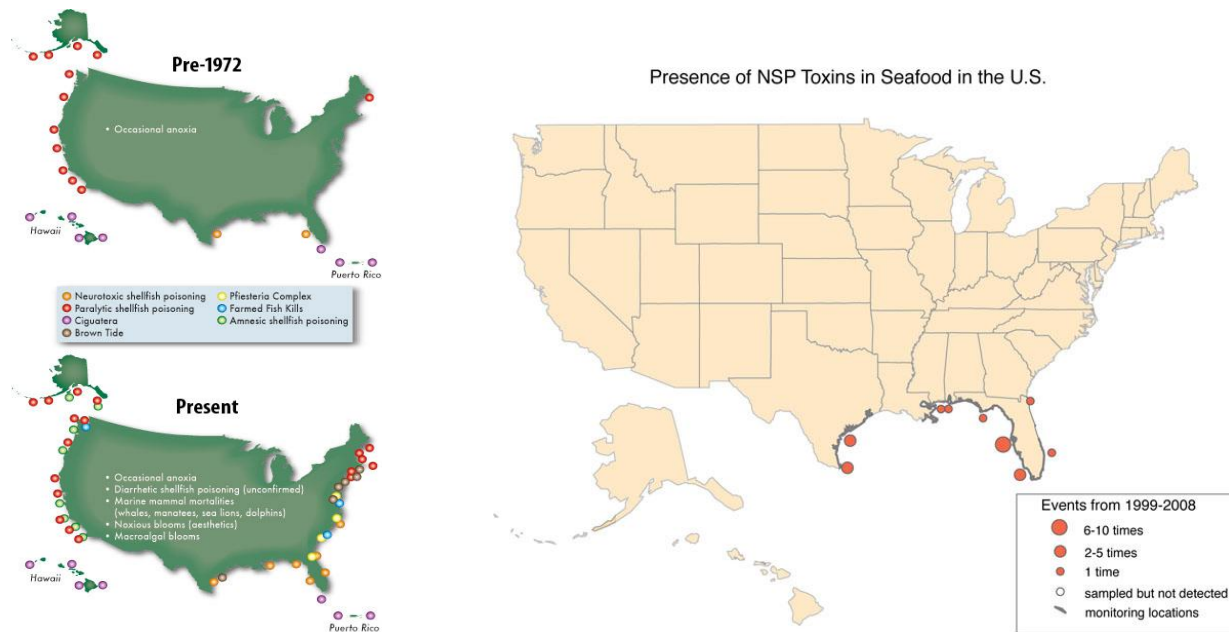 Pre-1972
• Occasional anoxia
Hawaii
Puerto Rico
Neurotoxic shellfish poisoning
Paralytic shellfish poisoning
Ciguatera
Brown Tide
Pfiesteria Complex
Farmed Fish Kills
Amnesic shellfish poisoning
Present
• Occasional anoxia
• Diarrhetic shellfish poisoning (unconfirmed)
• Marine mammal mortalities
(whales, manatees, sea lions, dolphins)
• Noxious blooms (aesthetics)
• Macroalgal blooms
Hawaii
Puerto Rico
Presence of NSP Toxins in Seafood in the U.S.
Events from 1999-2008
6-10 times
2-5 times
1 time
sampled but not detected
monitoring locations